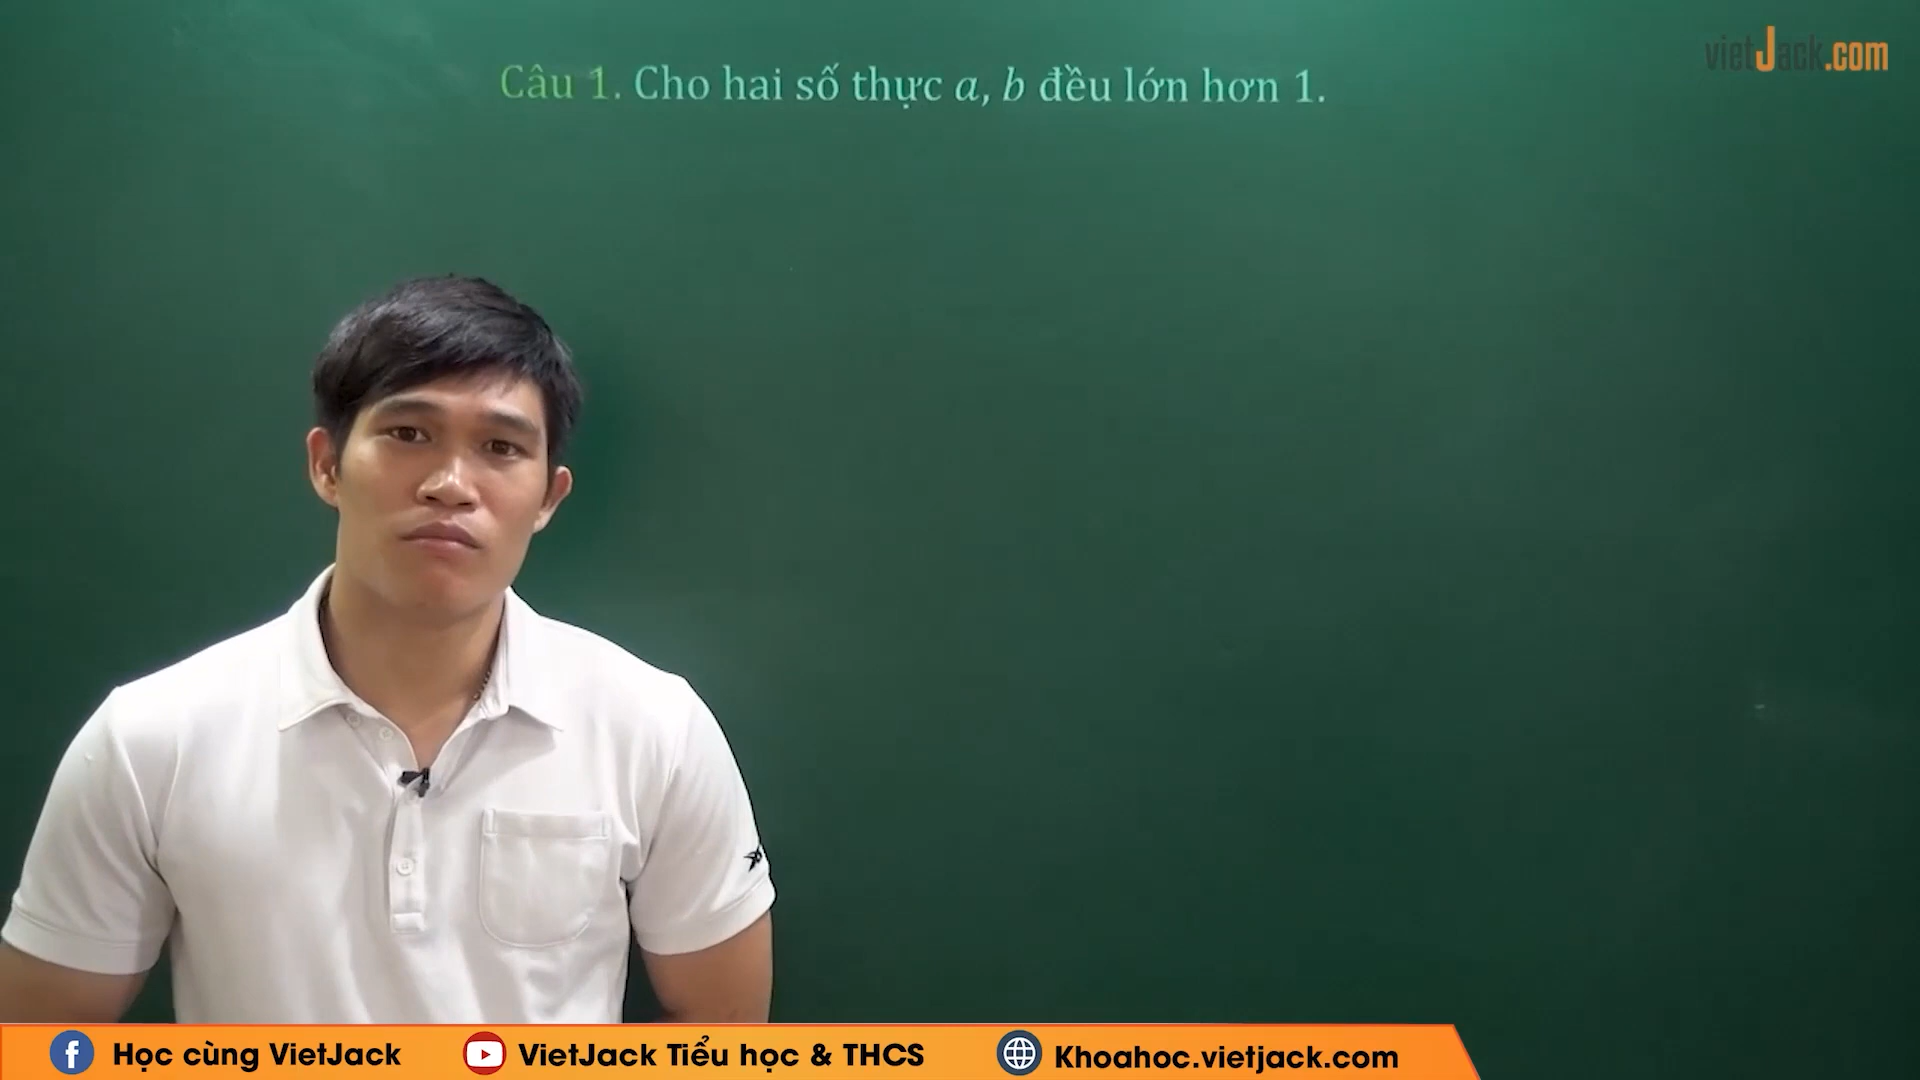 vietJack.com
Câu 1. Cho hai số thực a, b đều lớn hơn 1.
Học cùng VietJack
VietJack Tiểu học & THCS
Khoahoc.vietjack.com